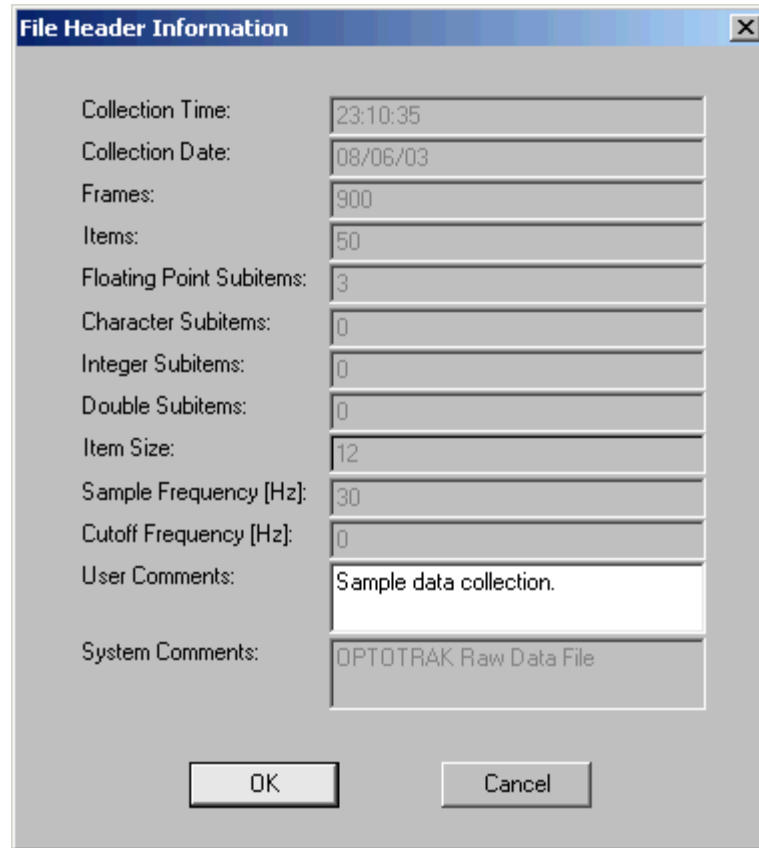 File Header Information
Collection Time: 23:10:35
Collection Date: 08/06/03
Frames: 900
Items: 50
Floating Point Subitems: 3
Character Subitems: 0
Integer Subitems: 0
Double Subitems: 0
Item Size: 12
Sample Frequency [Hz]: 30
Cutoff Frequency [Hz]: 0
User Comments: Sample data collection.
System Comments: OPTOTRAK Raw Data File
OK Cancel